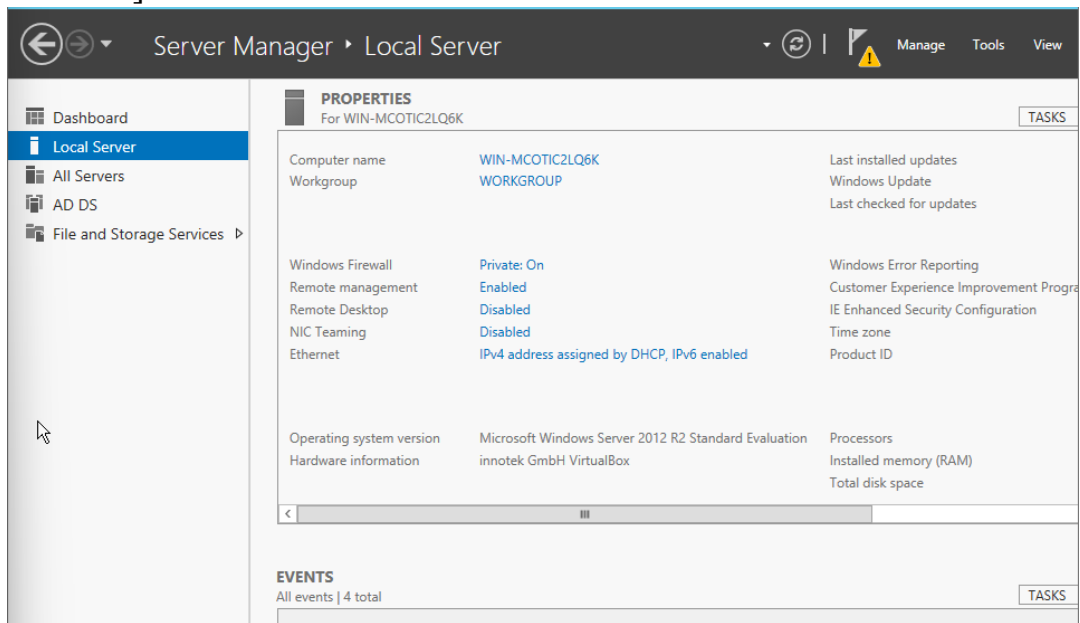 Server Manager ‣ Local Server
Manage Tools View
Dashboard
Local Server
All Servers
AD DS
File and Storage Services
PROPERTIES
For WIN-MCOTIC2LQ6K
TASKS
Computer name WIN-MCOTIC2LQ6K Last installed updates
Workgroup WORKGROUP Windows Update
Last checked for updates
Windows Firewall Private: On Windows Error Reporting
Remote management Enabled Customer Experience Improvement Progra
Remote Desktop Disabled IE Enhanced Security Configuration
NIC Teaming Disabled Time zone
Ethernet IPv4 address assigned by DHCP, IPv6 enabled Product ID
Operating system version Microsoft Windows Server 2012 R2 Standard Evaluation Processors
Hardware information innotek GmbH VirtualBox Installed memory (RAM)
Total disk space
EVENTS
All events | 4 total
TASKS